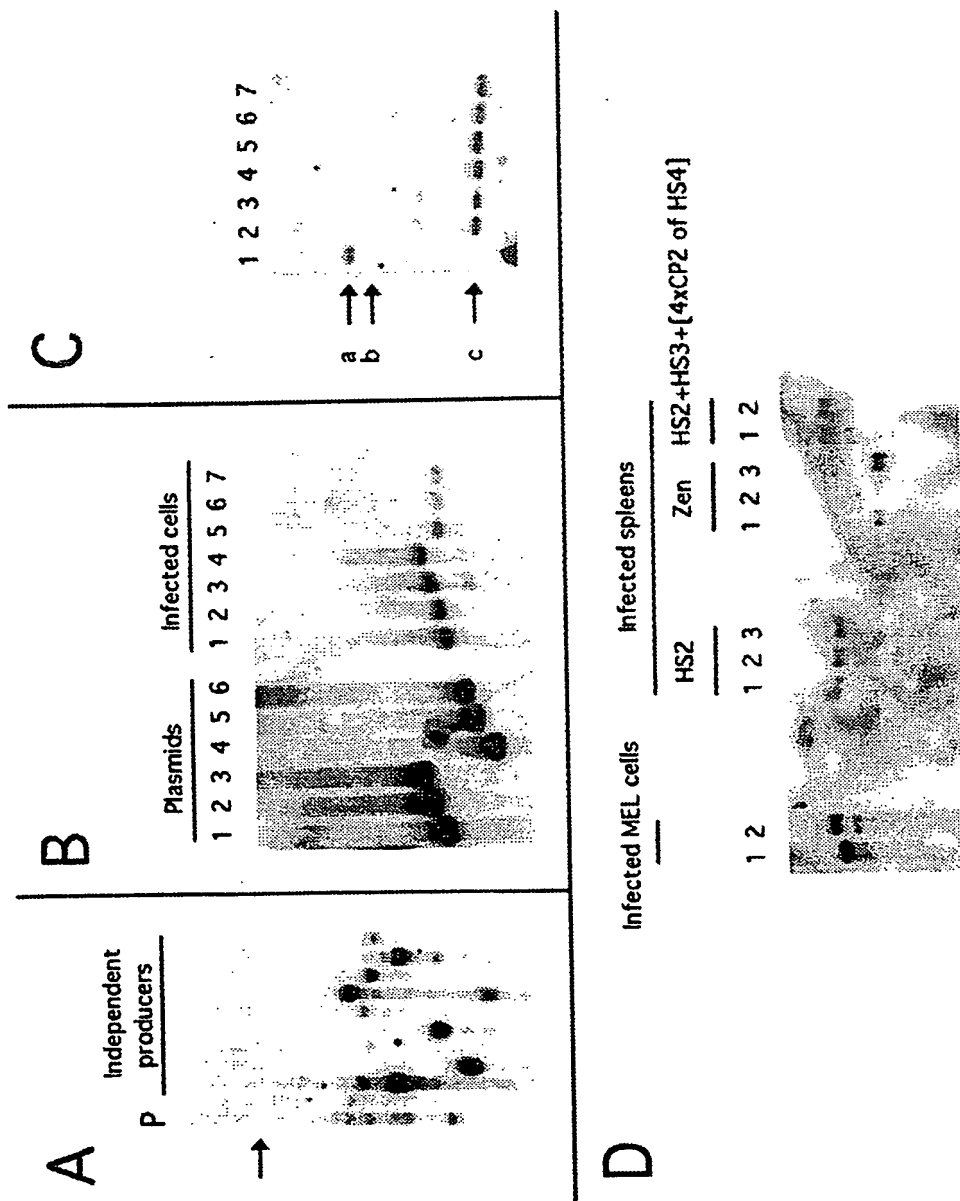 A
Independent
producers
P
B
Plasmids
Infected cells
1 2 3 4 5 6
1 2 3 4 5 6 7
C
1 2 3 4 5 6 7
a
b
c
D
Infected MEL cells
Infected spleens
HS2
Zen
HS2+HS3+[4xCP2 of HS4]
1 2
1 2 3
1 2 3
1 2